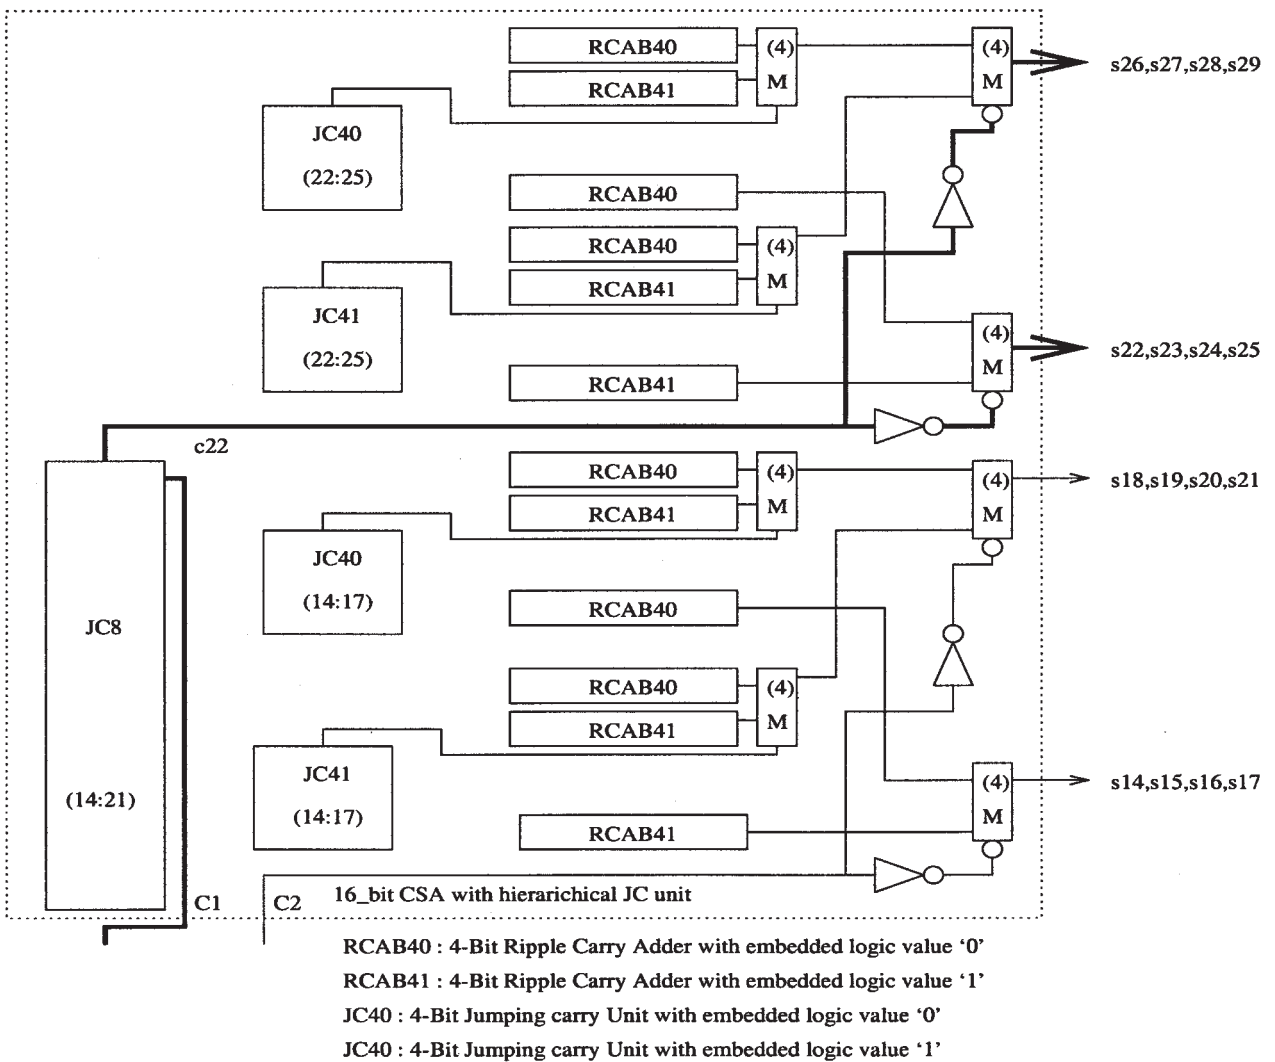 RCAB40
(4)
(4)
M
M
s26,s27,s28,s29
RCAB41
JC40
(22:25)
RCAB40
RCAB40
(4)
M
RCAB41
JC41
(22:25)
(4)
M
s22,s23,s24,s25
RCAB41
c22
RCAB40
(4)
M
(4)
M
s18,s19,s20,s21
RCAB41
JC40
(14:17)
RCAB40
JC8
(14:21)
RCAB40
(4)
M
RCAB41
JC41
(14:17)
(4)
M
s14,s15,s16,s17
RCAB41
C1
C2
16_bit CSA with hierarichical JC unit
RCAB40 : 4-Bit Ripple Carry Adder with embedded logic value ‘0’
RCAB41 : 4-Bit Ripple Carry Adder with embedded logic value ‘1’
JC40 : 4-Bit Jumping carry Unit with embedded logic value ‘0’
JC40 : 4-Bit Jumping carry Unit with embedded logic value ‘1’